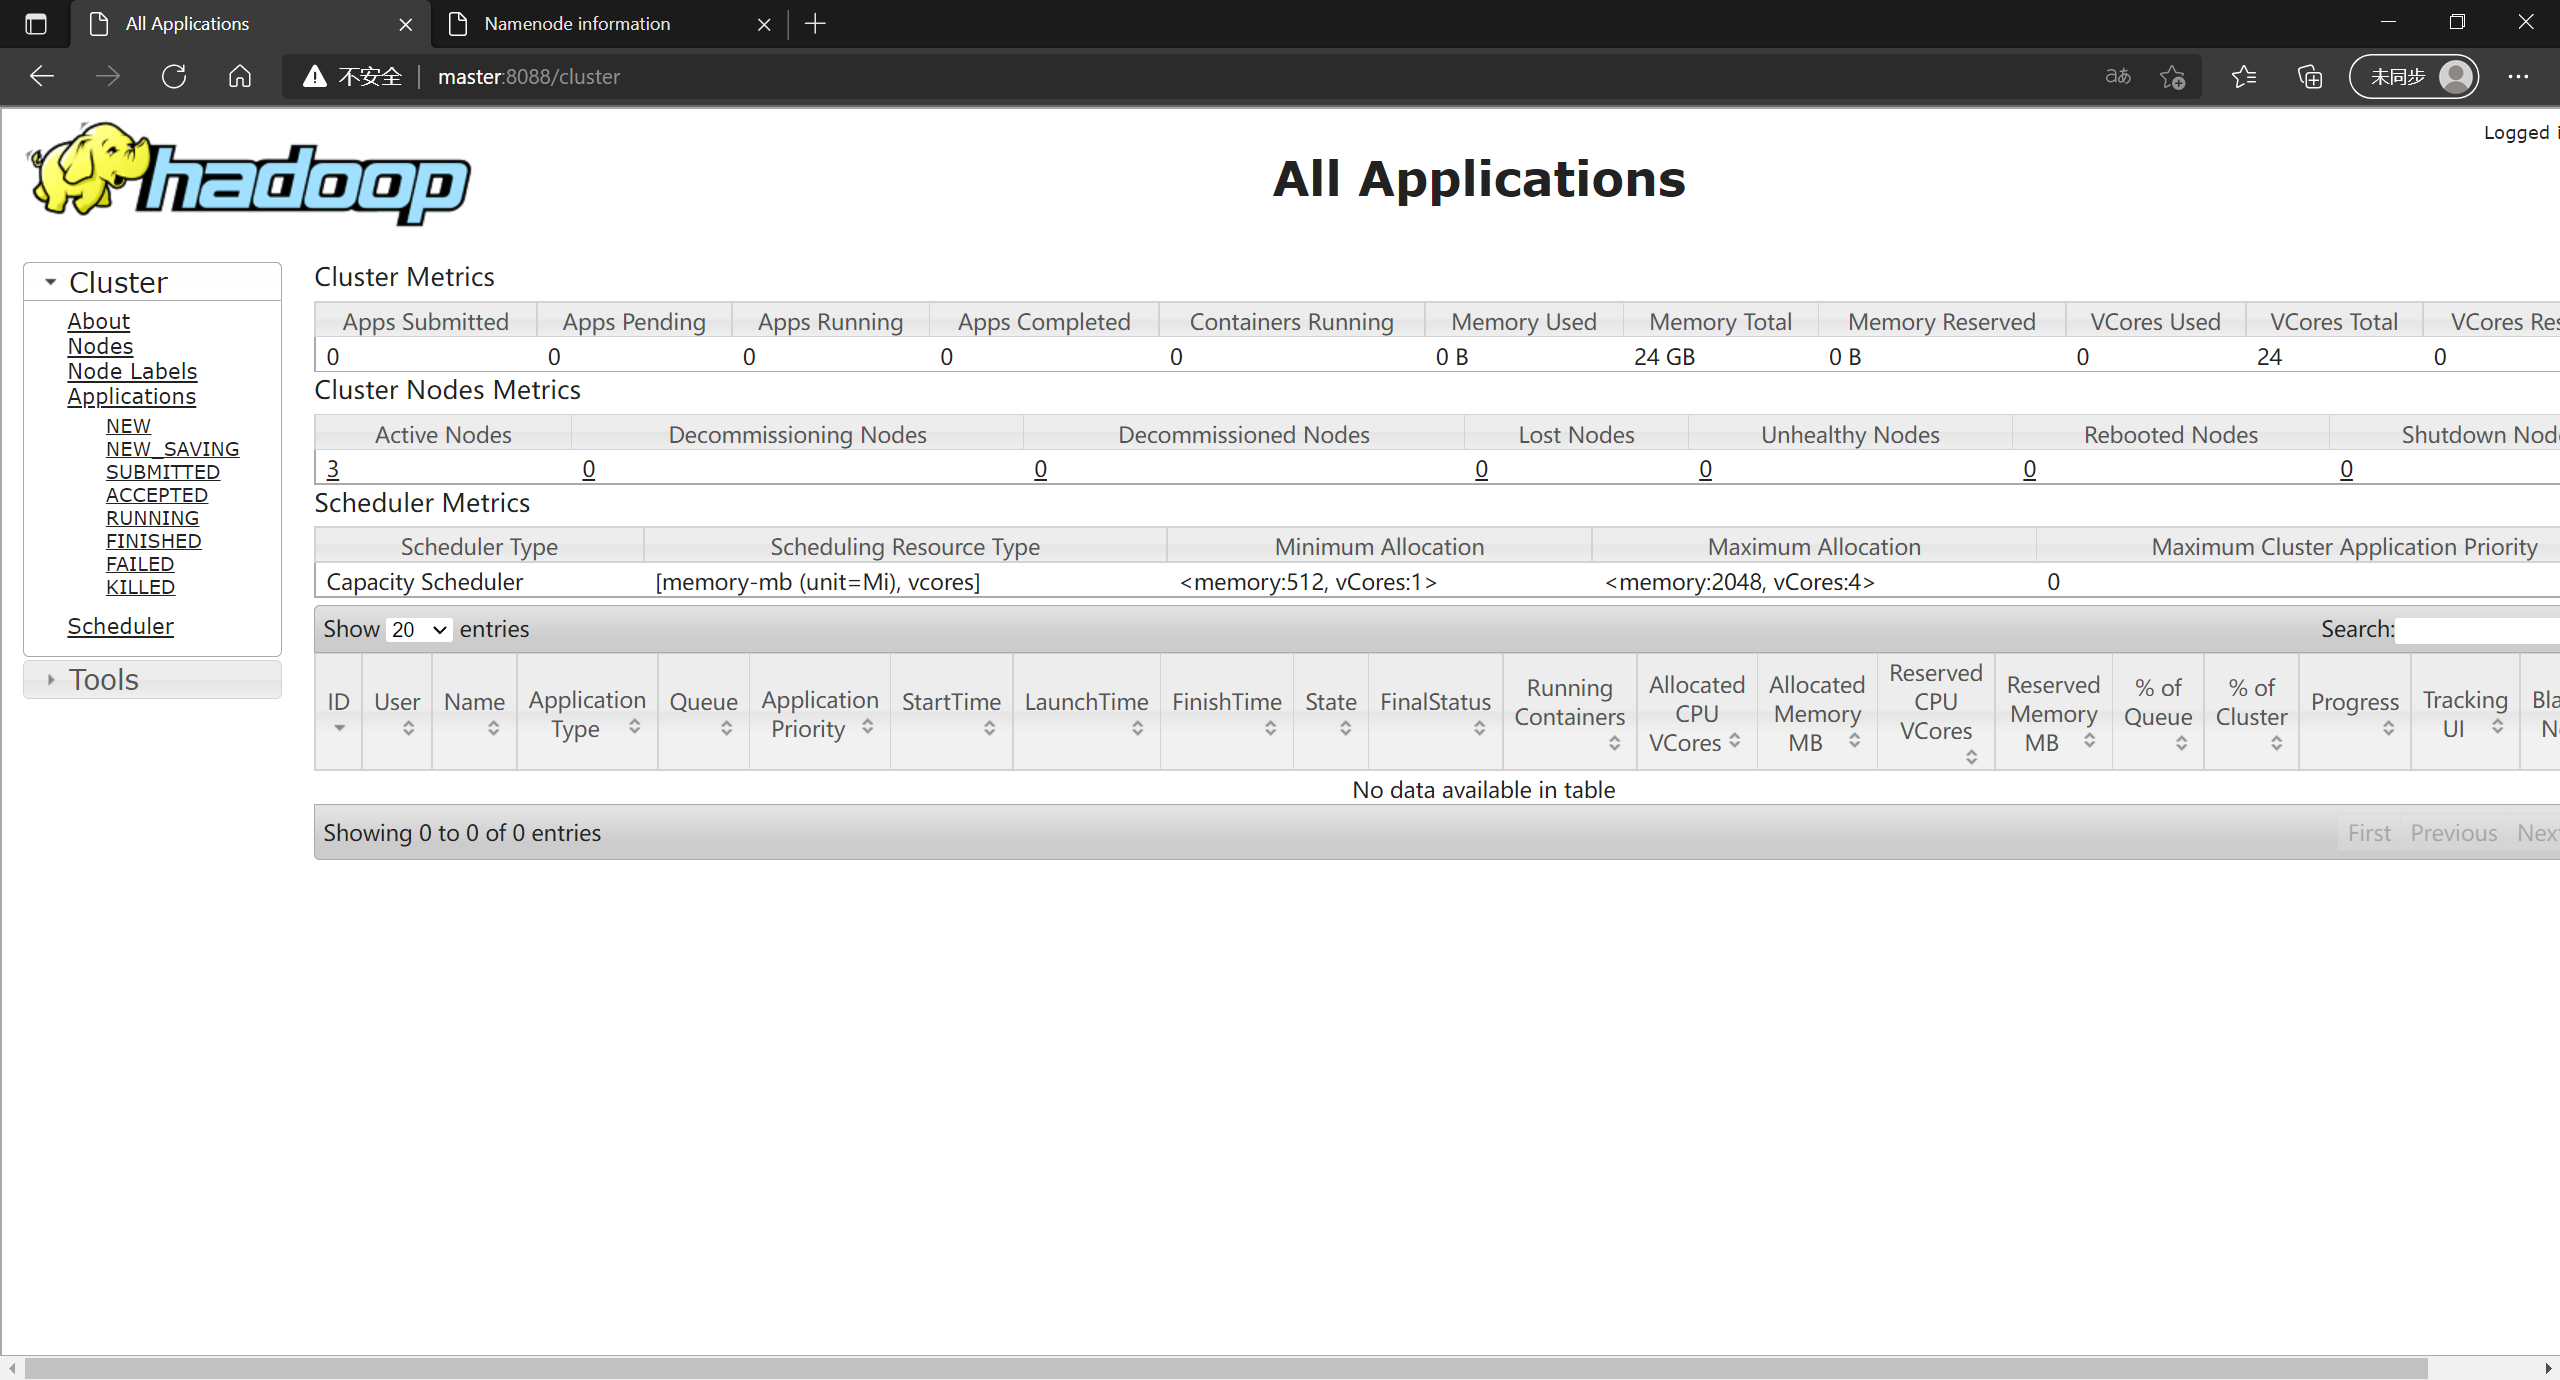 All Applications
Namenode information
不安全 master:8088/cluster
aあ
未同步
hadoop
Logged i
All Applications
Cluster
About
Nodes
Node Labels
Applications
NEW
NEW_SAVING
SUBMITTED
ACCEPTED
RUNNING
FINISHED
FAILED
KILLED
Scheduler
Tools
Cluster Metrics
Apps Submitted Apps Pending Apps Running Apps Completed Containers Running Memory Used Memory Total Memory Reserved VCores Used VCores Total VCores Res
0 0 0 0 0 0 B 24 GB 0 B 0 24 0
Cluster Nodes Metrics
Active Nodes Decommissioning Nodes Decommissioned Nodes Lost Nodes Unhealthy Nodes Rebooted Nodes Shutdown Node
3 0 0 0 0 0 0
Scheduler Metrics
Scheduler Type Scheduling Resource Type Minimum Allocation Maximum Allocation Maximum Cluster Application Priority
Capacity Scheduler [memory-mb (unit=Mi), vcores] <memory:512, vCores:1> <memory:2048, vCores:4> 0
Show 20 entries Search:
ID User Name Application Type Queue Application Priority StartTime LaunchTime FinishTime State FinalStatus Running Containers Allocated CPU VCores Allocated Memory MB Reserved CPU VCores Reserved Memory MB % of Queue % of Cluster Progress Tracking UI Bla N
No data available in table
Showing 0 to 0 of 0 entries First Previous Next